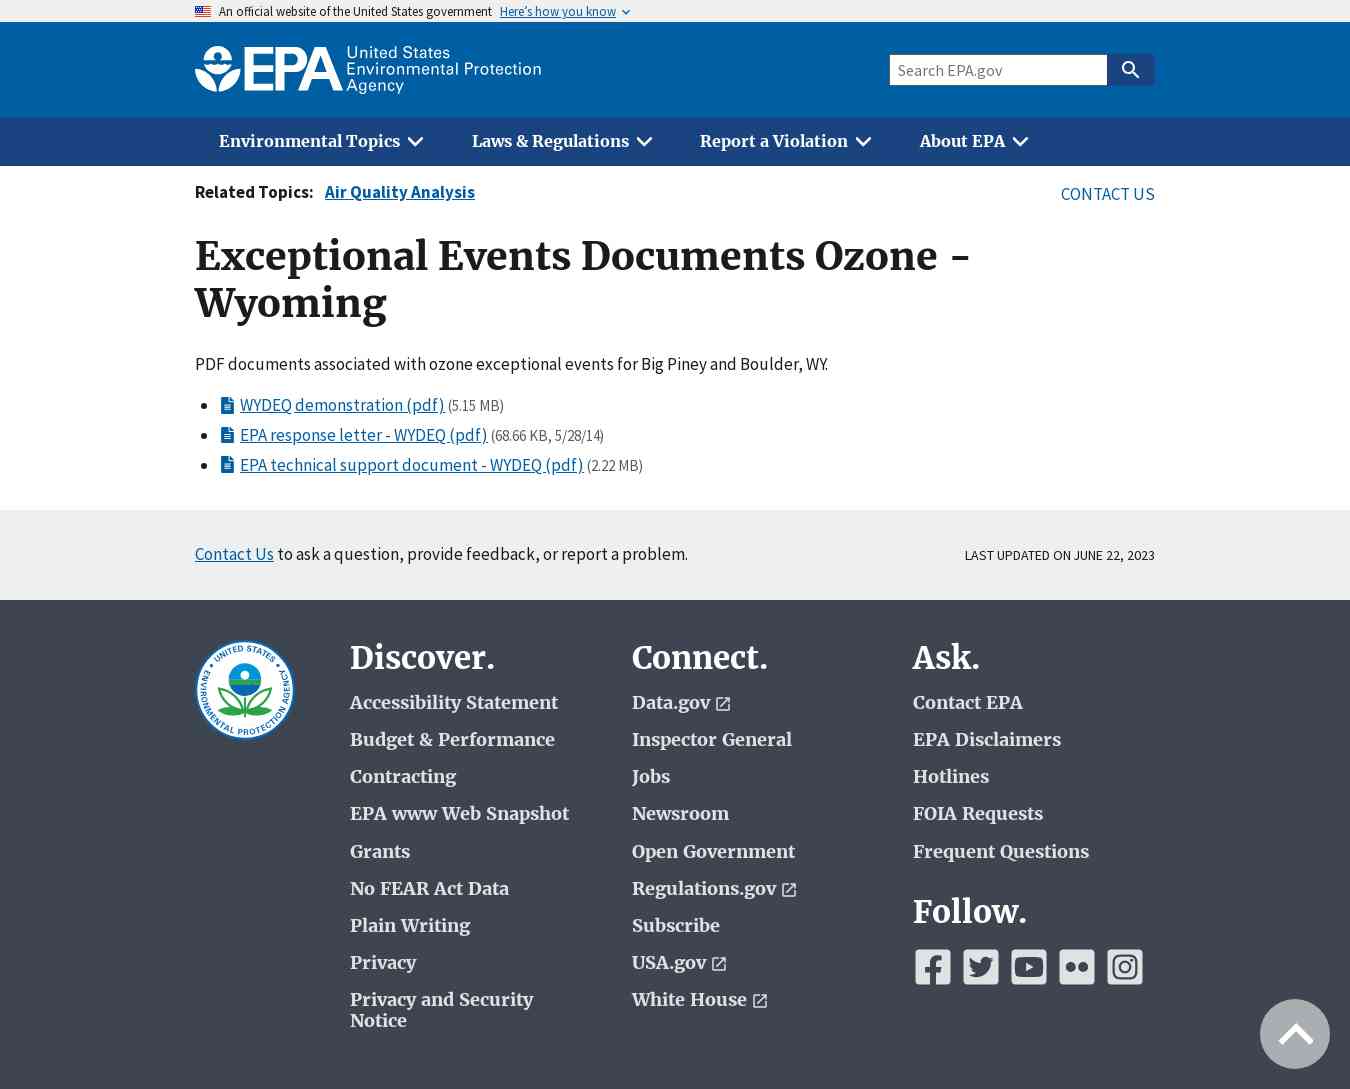 An official website of the United States government Here's how you know
EPA United States
Environmental Protection
Agency
Search EPA.gov
Environmental Topics Laws & Regulations Report a Violation About EPA
Related Topics: Air Quality Analysis CONTACT US
Exceptional Events Documents Ozone -
Wyoming
PDF documents associated with ozone exceptional events for Big Piney and Boulder, WY.
WYDEQ demonstration (pdf) (5.15 MB)
EPA response letter - WYDEQ (pdf) (68.66 KB, 5/28/14)
EPA technical support document - WYDEQ (pdf) (2.22 MB)
Contact Us to ask a question, provide feedback, or report a problem. LAST UPDATED ON JUNE 22, 2023
UNITED STATES
ENVIRONMENTAL PROTECTION AGENCY
Discover.
Accessibility Statement
Budget & Performance
Contracting
EPA www Web Snapshot
Grants
No FEAR Act Data
Plain Writing
Privacy
Privacy and Security
Notice
Connect.
Data.gov
Inspector General
Jobs
Newsroom
Open Government
Regulations.gov
Subscribe
USA.gov
White House
Ask.
Contact EPA
EPA Disclaimers
Hotlines
FOIA Requests
Frequent Questions
Follow.